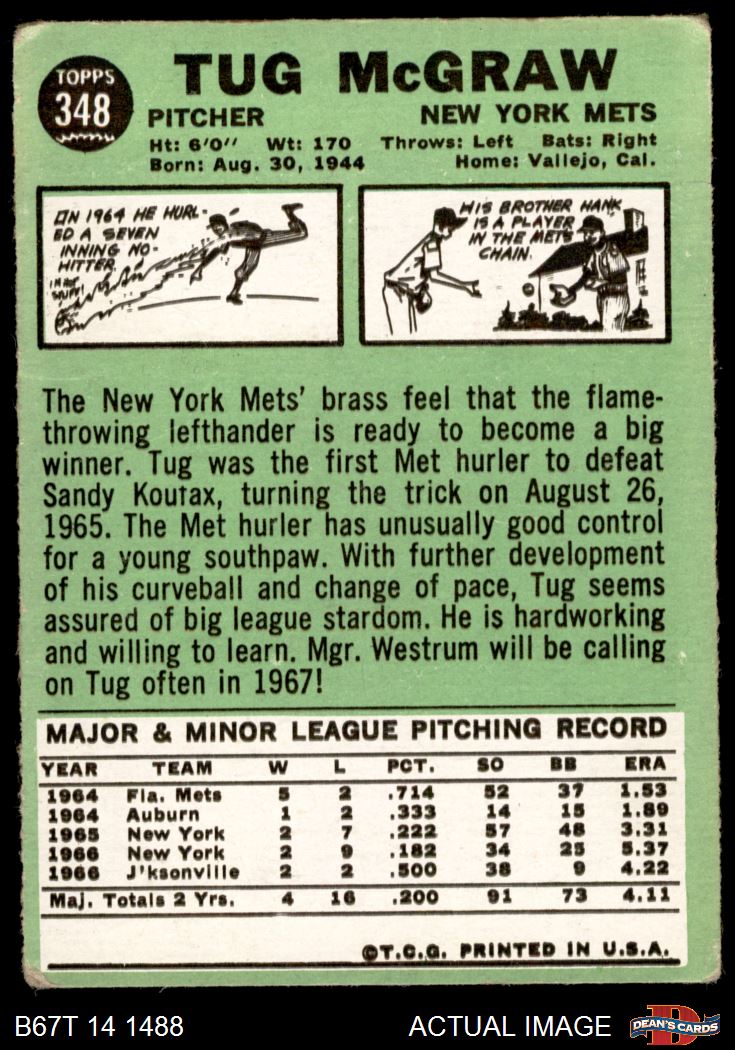 TOPPS
348
TUG McGRAW
PITCHER
NEW YORK METS
Ht: 6'0'' Wt: 170 Throws: Left Bats: Right
Born: Aug. 30, 1944 Home: Vallejo, Cal.
IN 1964 HE HURL-
ED A SEVEN
INNING NO-
HITTER.
HIS BROTHER HANK
IS A PLAYER
IN THE METS'
CHAIN.
The New York Mets' brass feel that the flame-
throwing lefthander is ready to become a big
winner. Tug was the first Met hurler to defeat
Sandy Koufax, turning the trick on August 26,
1965. The Met hurler has unusually good control
for a young southpaw. With further development
of his curveball and change of pace, Tug seems
assured of big league stardom. He is hardworking
and willing to learn. Mgr. Westrum will be calling
on Tug often in 1967!
MAJOR & MINOR LEAGUE PITCHING RECORD
YEAR TEAM W L PCT. SO BB ERA
1964 Fla. Mets 5 2 .714 52 37 1.53
1964 Auburn 1 2 .333 14 15 1.89
1965 New York 2 7 .222 57 48 3.31
1966 New York 2 9 .182 34 25 5.37
1966 J'ksonville 2 2 .500 38 9 4.22
Maj. Totals 2 Yrs. 4 16 .200 91 73 4.11
©T.C.G. PRINTED IN U.S.A.
B67T 14 1488
ACTUAL IMAGE
D
DEAN'S CARDS